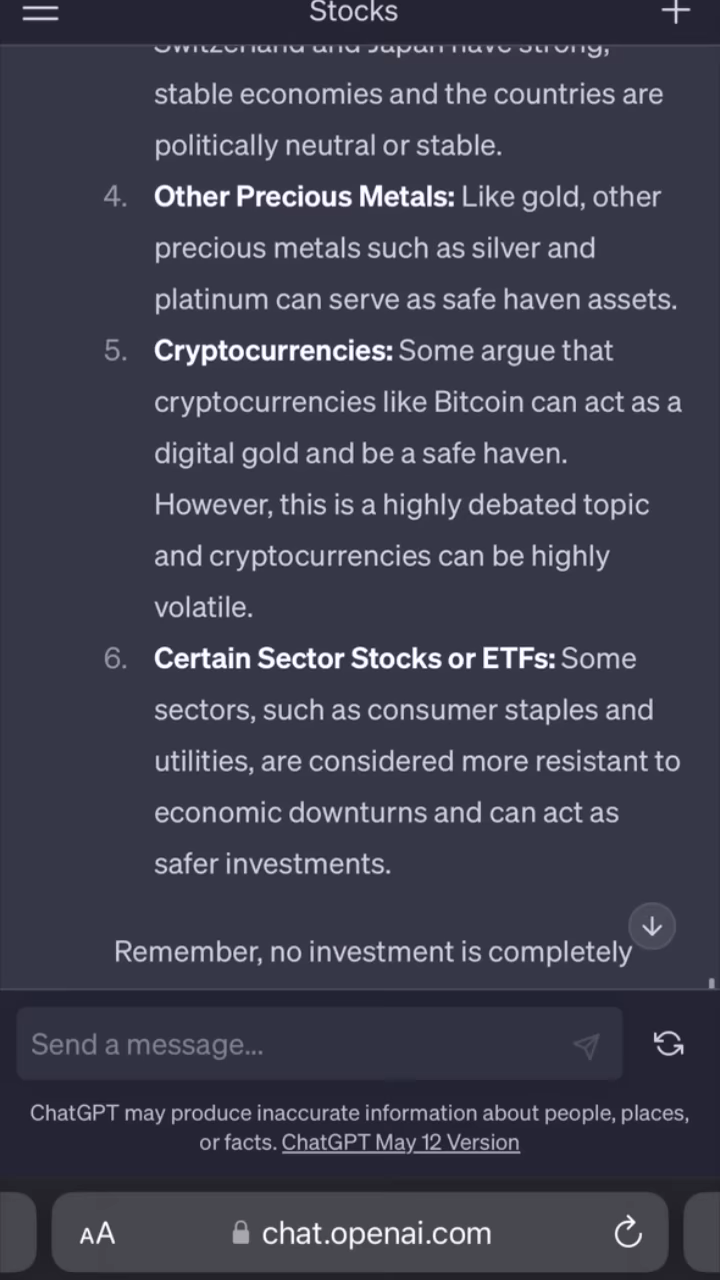 Stocks
Switzerland and Japan have strong,
stable economies and the countries are
politically neutral or stable.
4. Other Precious Metals: Like gold, other
precious metals such as silver and
platinum can serve as safe haven assets.
5. Cryptocurrencies: Some argue that
cryptocurrencies like Bitcoin can act as a
digital gold and be a safe haven.
However, this is a highly debated topic
and cryptocurrencies can be highly
volatile.
6. Certain Sector Stocks or ETFs: Some
sectors, such as consumer staples and
utilities, are considered more resistant to
economic downturns and can act as
safer investments.
Remember, no investment is completely
Send a message...
ChatGPT may produce inaccurate information about people, places,
or facts. ChatGPT May 12 Version
AA chat.openai.com